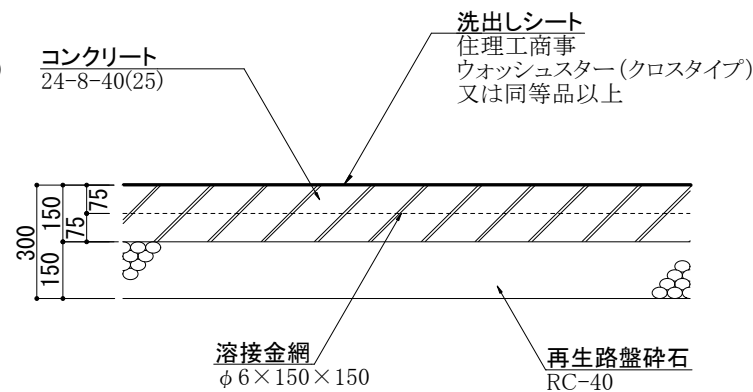 洗出しシート
住理工商事
ウォッシュスター(クロスタイプ)
又は同等品以上
)
コンクリート
24-8-40(25)
300
150
150
75
75
溶接金網
φ6×150×150
再生路盤砕石
RC-40